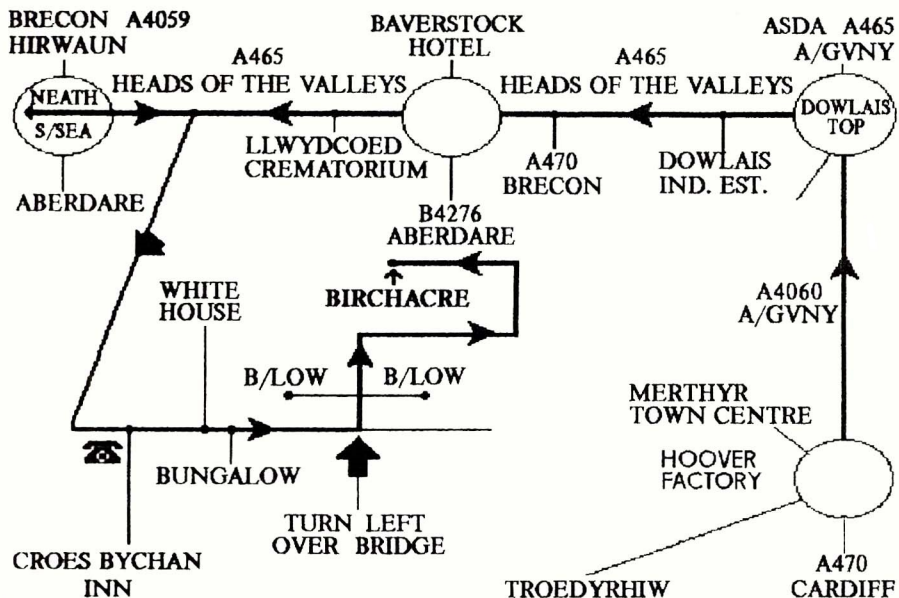 BRECON A4059
HIRWAUN
BAVERSTOCK
HOTEL
ASDA A465
A/GVNY
A465
HEADS OF THE VALLEYS
A465
HEADS OF THE VALLEYS
NEATH
S/SEA
DOWLAIS
TOP
LLWYDCOED
CREMATORIUM
A470
BRECON
DOWLAIS
IND. EST.
ABERDARE
B4276
ABERDARE
BIRCHACRE
WHITE
HOUSE
A4060
A/GVNY
B/LOW
B/LOW
MERTHYR
TOWN CENTRE
HOOVER
FACTORY
BUNGALOW
TURN LEFT
OVER BRIDGE
CROES BYCHAN
INN
TROEDYRHIW
A470
CARDIFF